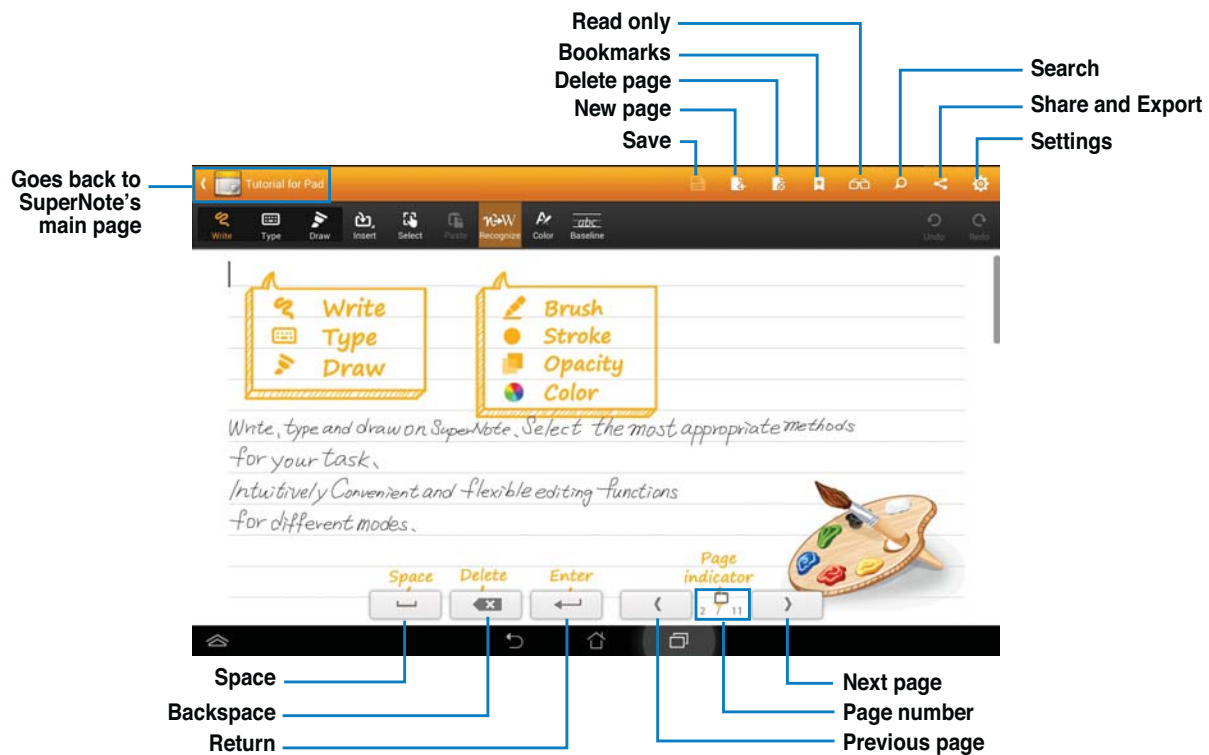 Read only
Bookmarks
Delete page
New page
Save
Search
Share and Export
Settings
Goes back to
SuperNote's
main page
Tutorial for Pad
Write Type Draw Insert Select Paste Recognize Color Baseline Undo Redo
abc
Write
Type
Draw
Brush
Stroke
Opacity
Color
Write, type and draw on SuperNote. Select the most appropriate methods
for your task.
Intuitively Convenient and flexible editing functions
for different modes.
Space Delete Enter Page
indicator
2 / 11
Space
Backspace
Return
Next page
Page number
Previous page